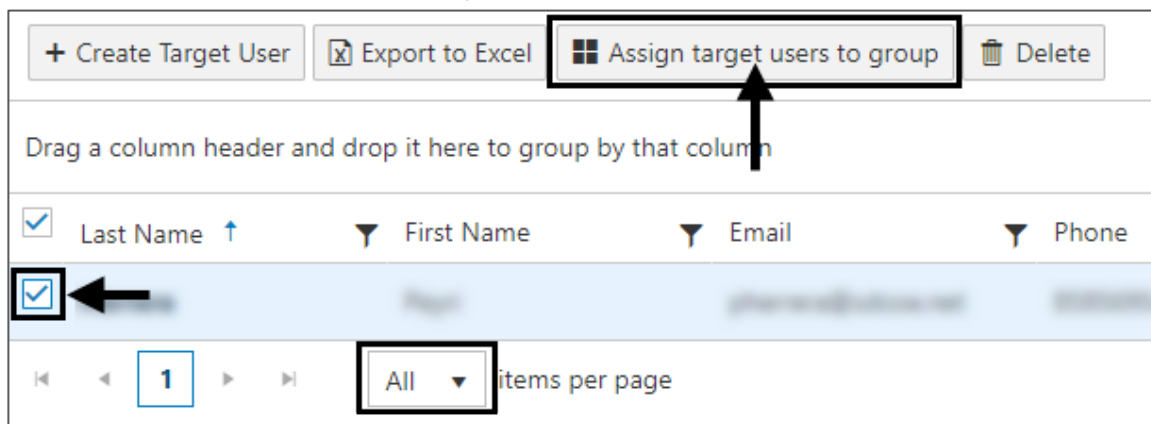 + Create Target User Export to Excel Assign target users to group Delete
Drag a column header and drop it here to group by that column
Last Name ↑ First Name Email Phone
1 All items per page